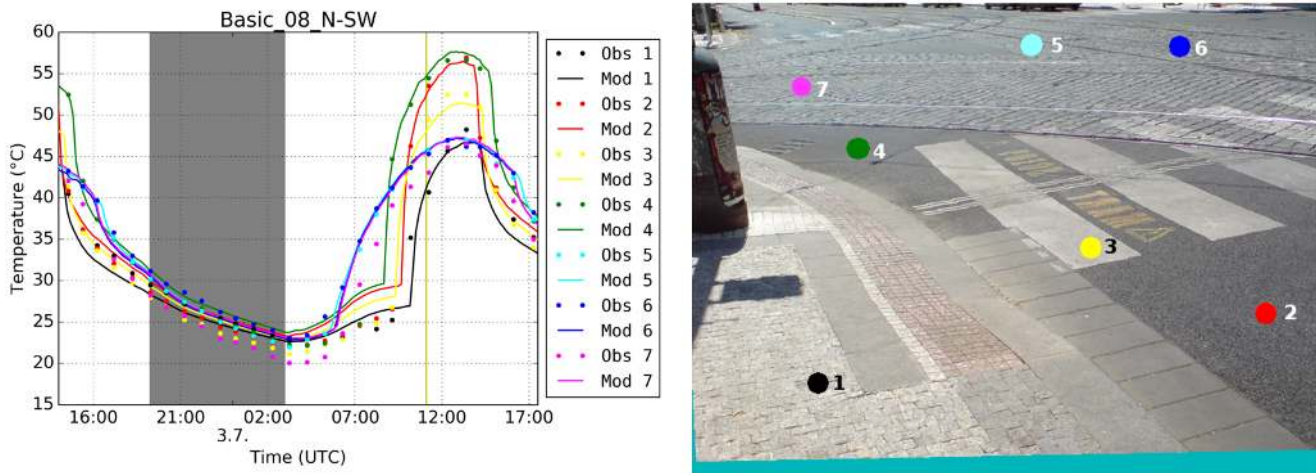 Basic_08_N-SW
60
55
50
45
40
35
30
25
20
15
Temperature (°C)
16:00 21:00 02:00 07:00 12:00 17:00
3.7.
Time (UTC)
Obs 1
Mod 1
Obs 2
Mod 2
Obs 3
Mod 3
Obs 4
Mod 4
Obs 5
Mod 5
Obs 6
Mod 6
Obs 7
Mod 7
5
6
7
4
3
2
1